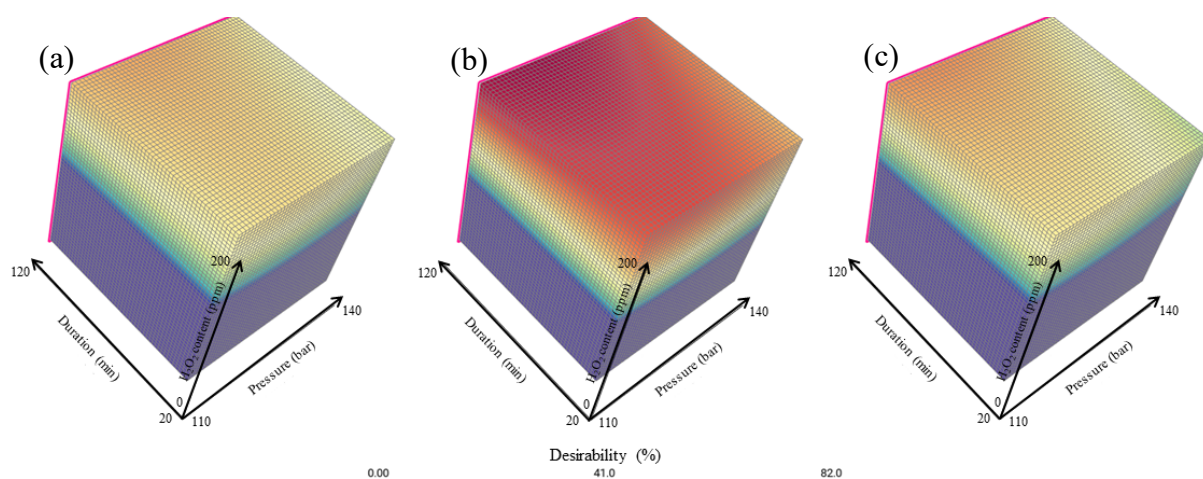 (a)
(b)
(c)
120
200
140
Duration (min)
H₂O₂ content (ppm)
Pressure (bar)
0
20
110
120
200
140
Duration (min)
H₂O₂ content (ppm)
Pressure (bar)
0
20
110
120
200
140
Duration (min)
H₂O₂ content (ppm)
Pressure (bar)
0
20
110
Desirability (%)
0.00 41.0 82.0